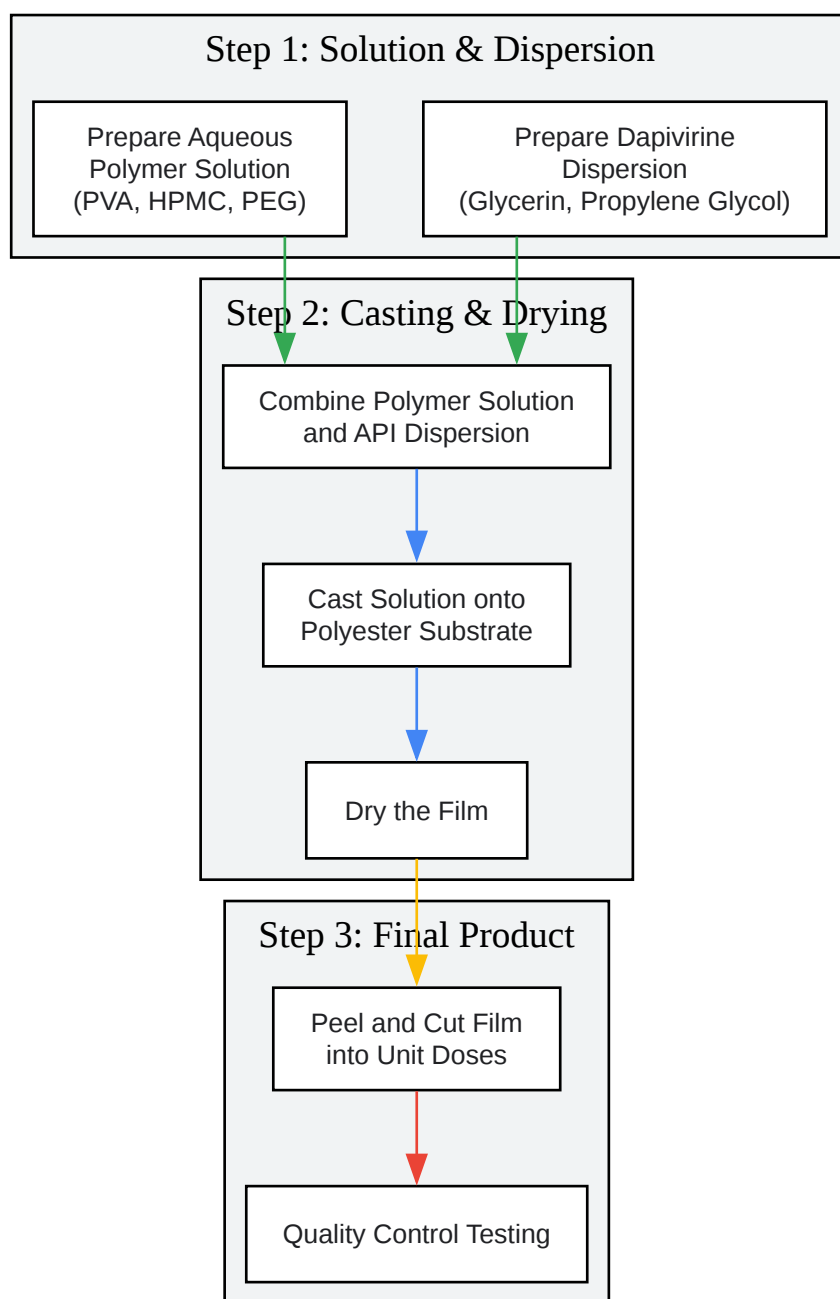 Step 1: Solution & Dispersion
Prepare Aqueous
Polymer Solution
(PVA, HPMC, PEG)
Prepare Dapivirine
Dispersion
(Glycerin, Propylene Glycol)
Step 2: Casting & Drying
Combine Polymer Solution
and API Dispersion
Cast Solution onto
Polyester Substrate
Dry the Film
Step 3: Final Product
Peel and Cut Film
into Unit Doses
Quality Control Testing